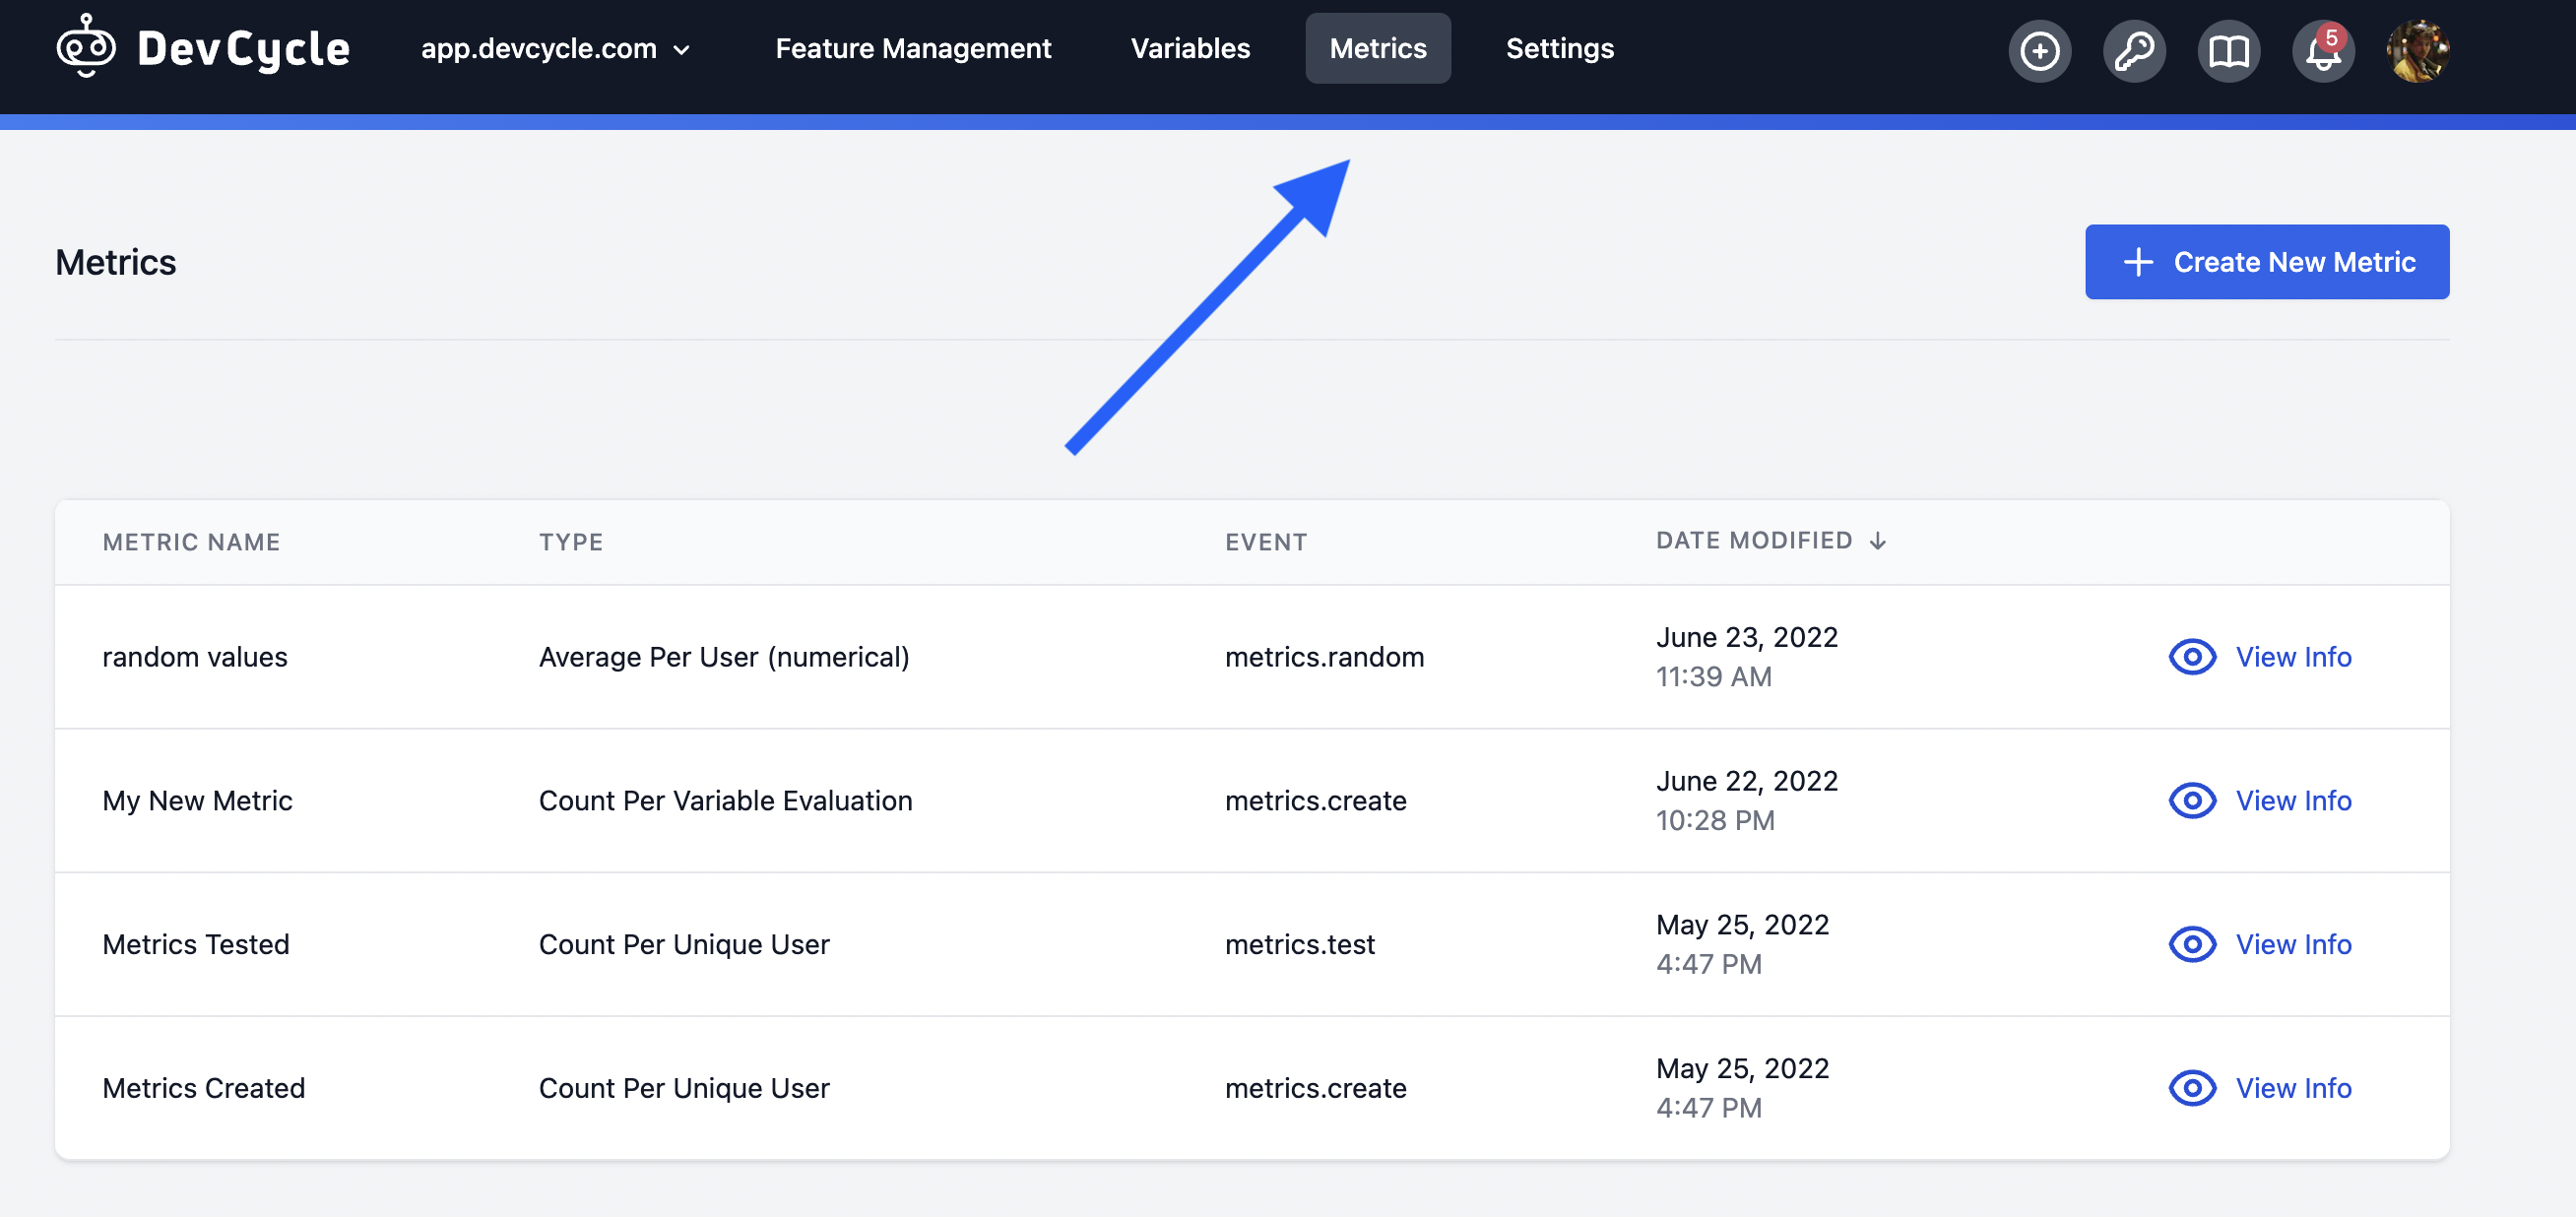 DevCycle app.devcycle.com Feature Management Variables Metrics Settings 5
Metrics
Create New Metric
METRIC NAME TYPE EVENT DATE MODIFIED
random values Average Per User (numerical) metrics.random June 23, 2022 View Info
11:39 AM
My New Metric Count Per Variable Evaluation metrics.create June 22, 2022 View Info
10:28 PM
Metrics Tested Count Per Unique User metrics.test May 25, 2022 View Info
4:47 PM
Metrics Created Count Per Unique User metrics.create May 25, 2022 View Info
4:47 PM